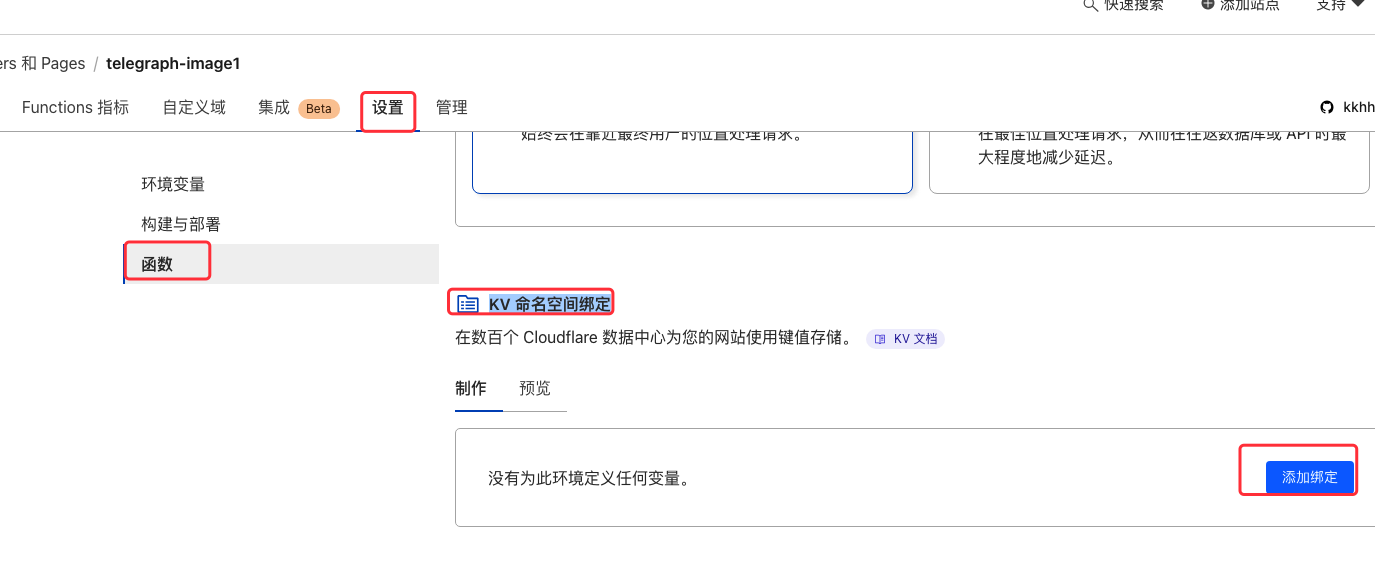 快速搜索 添加站点 支持
ers 和 Pages / telegraph-image1
Functions 指标 自定义域 集成 Beta 设置 管理 kkhh
始终会在靠近最终用户的位置处理请求。
在最佳位置处理请求，从而在往返数据库或 API 时最
大程度地减少延迟。
环境变量
构建与部署
函数
KV 命名空间绑定
在数百个 Cloudflare 数据中心为您的网站使用键值存储。 KV 文档
制作 预览
没有为此环境定义任何变量。 添加绑定